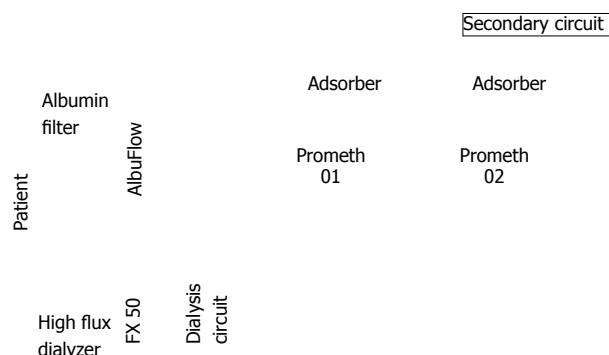 Secondary circuit
Adsorber
Adsorber
Albumin
filter
AlbuFlow
Prometh
01
Prometh
02
Patient
High flux
dialyzer
FX 50
Dialysis
circuit